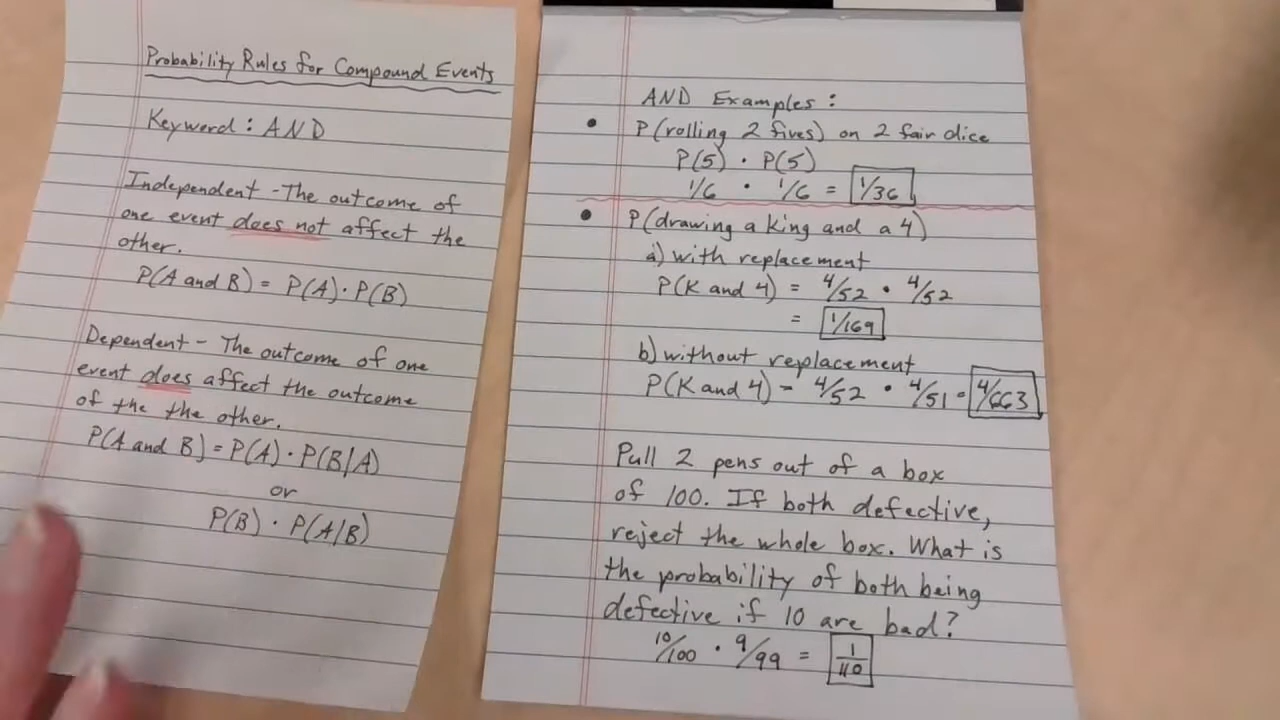 Probability Rules for Compound Events
Keyword: AND
Independent - The outcome of
one event does not affect the
other.
P(A and B) = P(A) · P(B)
Dependent - The outcome of one
event does affect the outcome
of the the other.
P(A and B) = P(A) · P(B|A)
or
P(B) · P(A|B)
AND Examples:
• P(rolling 2 fives) on 2 fair dice
P(5) · P(5)
1/6 · 1/6 = 1/36
• P(drawing a king and a 4)
a) with replacement
P(K and 4) = 4/52 · 4/52
= 1/169
b) without replacement
P(K and 4) = 4/52 · 4/51 = 4/663
Pull 2 pens out of a box
of 100. If both defective,
reject the whole box. What is
the probability of both being
defective if 10 are bad?
10/100 · 9/99 = 1/110